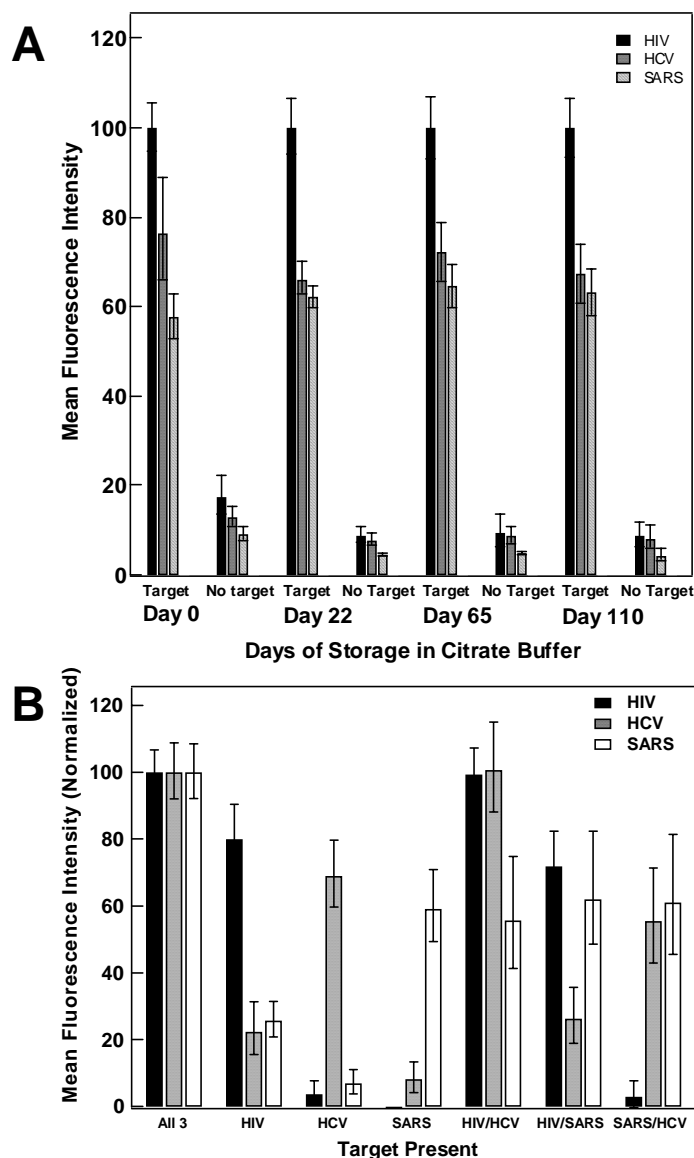 A
120
100
80
60
40
20
0
Mean Fluorescence Intensity
HIV
HCV
SARS
Target No target Target No Target Target No Target Target No Target
Day 0 Day 22 Day 65 Day 110
Days of Storage in Citrate Buffer
B
120
100
80
60
40
20
0
Mean Fluorescence Intensity (Normalized)
HIV
HCV
SARS
All 3 HIV HCV SARS HIV/HCV HIV/SARS SARS/HCV
Target Present